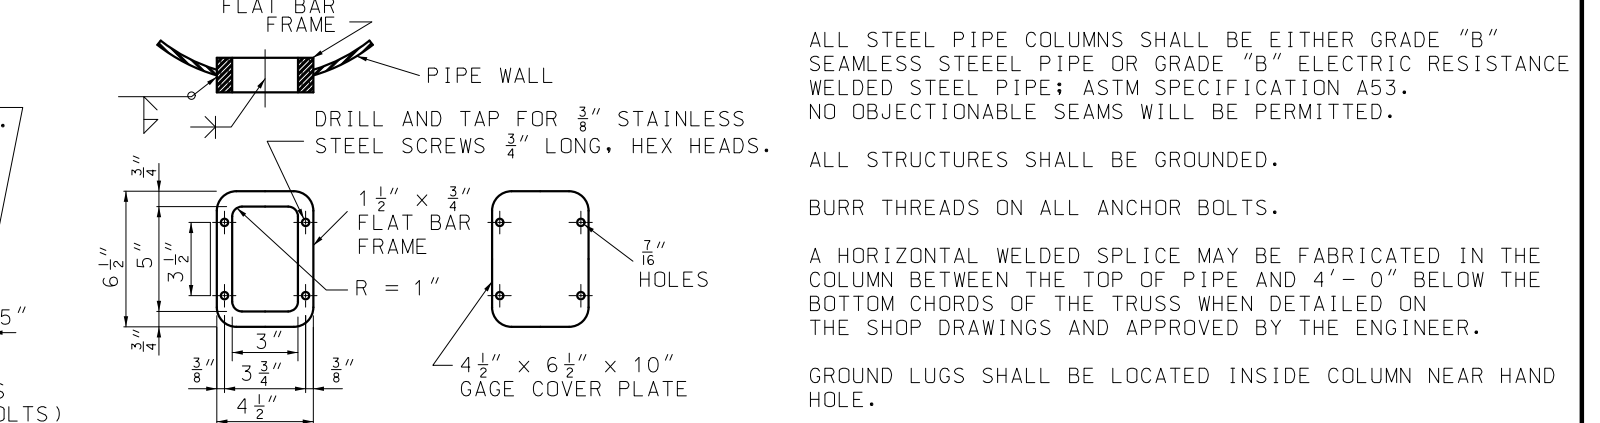 FLAT BAR
FRAME
PIPE WALL
DRILL AND TAP FOR 3/8" STAINLESS
STEEL SCREWS 3/4" LONG, HEX HEADS.
3/4"
6 1/2"
5"
3 1/2"
3/4"
1 1/2" x 3/4"
FLAT BAR
FRAME
R = 1"
3"
3/8"
3 3/4"
3/8"
4 1/2"
7/16"
HOLES
4 1/2" x 6 1/2" x 10"
GAGE COVER PLATE
5"
OLTS)
ALL STEEL PIPE COLUMNS SHALL BE EITHER GRADE "B"
SEAMLESS STEEEL PIPE OR GRADE "B" ELECTRIC RESISTANCE
WELDED STEEL PIPE; ASTM SPECIFICATION A53.
NO OBJECTIONABLE SEAMS WILL BE PERMITTED.
ALL STRUCTURES SHALL BE GROUNDED.
BURR THREADS ON ALL ANCHOR BOLTS.
A HORIZONTAL WELDED SPLICE MAY BE FABRICATED IN THE
COLUMN BETWEEN THE TOP OF PIPE AND 4'- 0" BELOW THE
BOTTOM CHORDS OF THE TRUSS WHEN DETAILED ON
THE SHOP DRAWINGS AND APPROVED BY THE ENGINEER.
GROUND LUGS SHALL BE LOCATED INSIDE COLUMN NEAR HAND
HOLE.